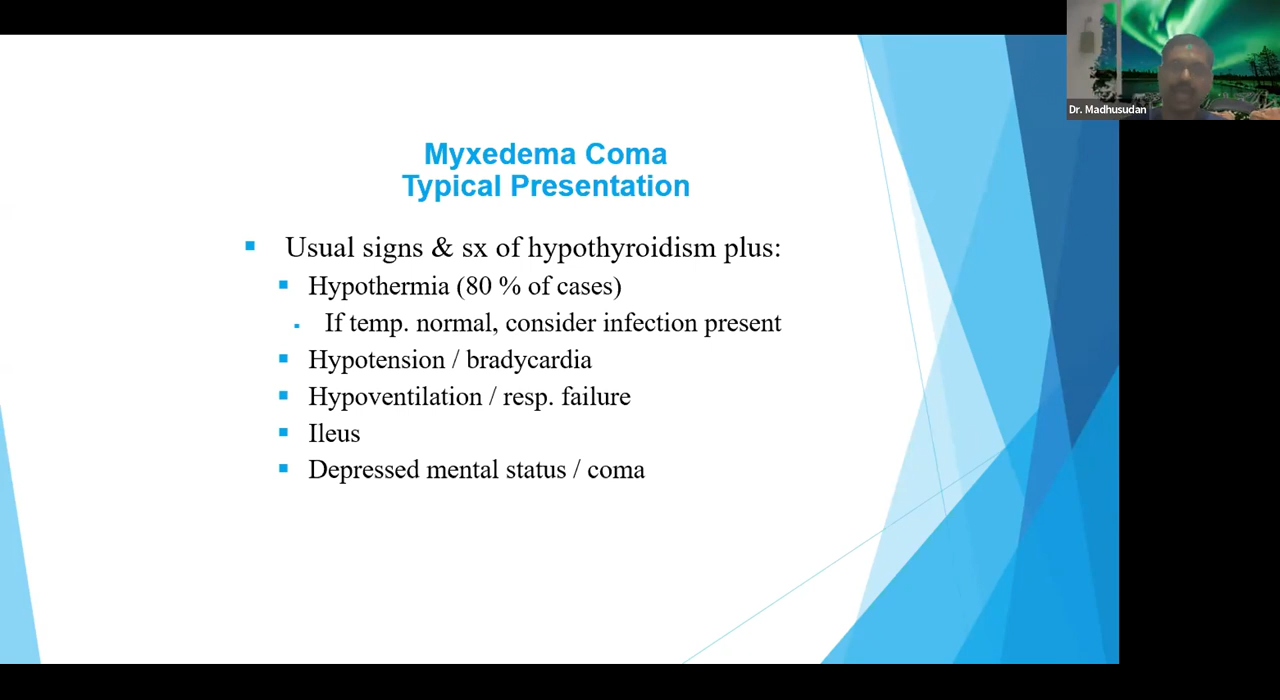 Dr. Madhusudan
Myxedema Coma
Typical Presentation
Usual signs & sx of hypothyroidism plus:
Hypothermia (80 % of cases)
If temp. normal, consider infection present
Hypotension / bradycardia
Hypoventilation / resp. failure
Ileus
Depressed mental status / coma